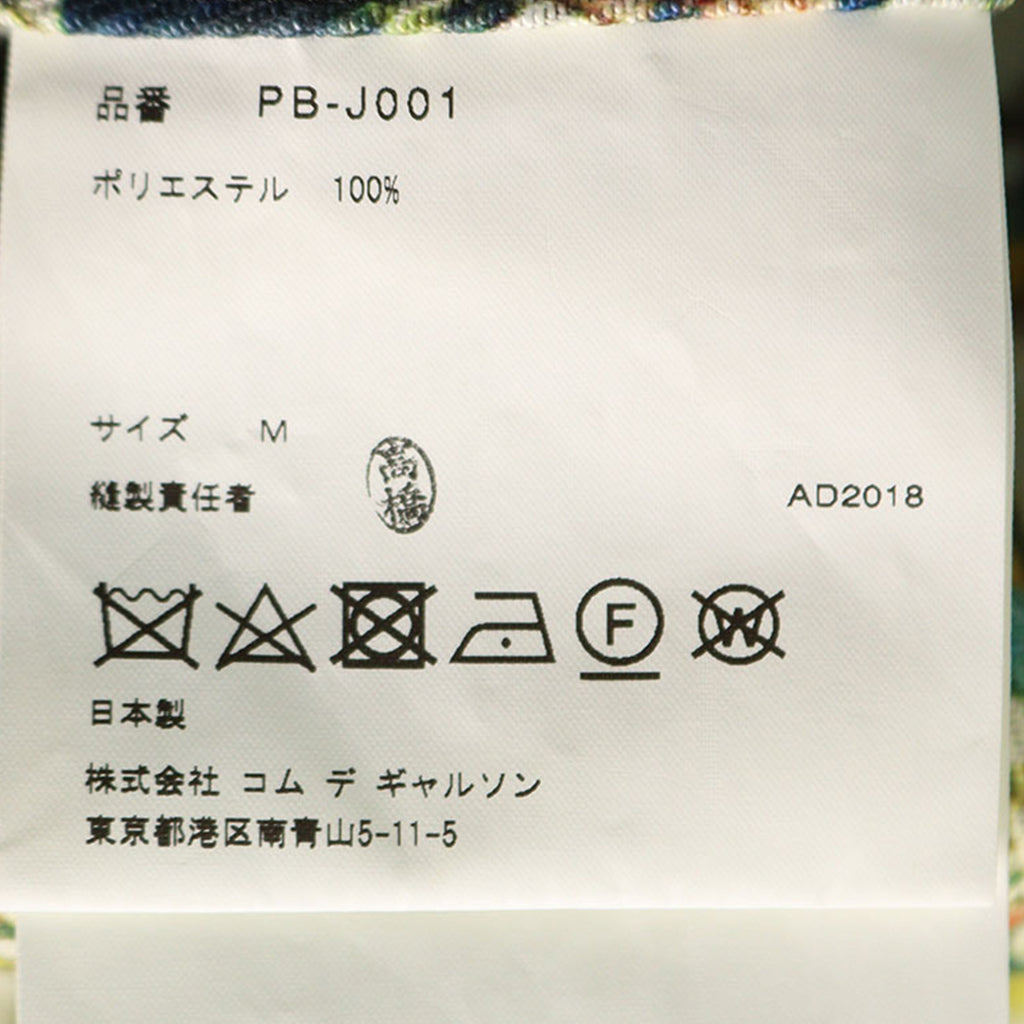 品番 PB-J001
ポリエステル 100%
サイズ M
高橋
縫製責任者 AD2018
F W
日本製
株式会社 コム デ ギャルソン
東京都港区南青山5-11-5